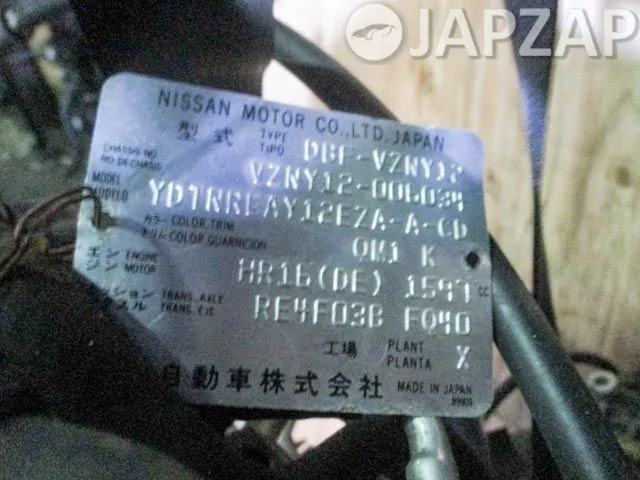 JAPZAP
NISSAN MOTOR CO.,LTD. JAPAN
型式 TYPE TIPO DBF-VZNY12
CHASSIS NO NO.DECHASIS VZNY12-006034
MODEL MODELO YD1NREAY12EZA-A-CD
カラー COLOR,TRIM
トリム COLOR,GUARNICION QM1 K
エンジン ENGINE MOTOR HR16(DE) 1597 CC
TRANS.,AXLE TRANS.,EJE RE4F03B FQ40
工場 PLANT PLANTA X
自動車株式会社 MADE IN JAPAN